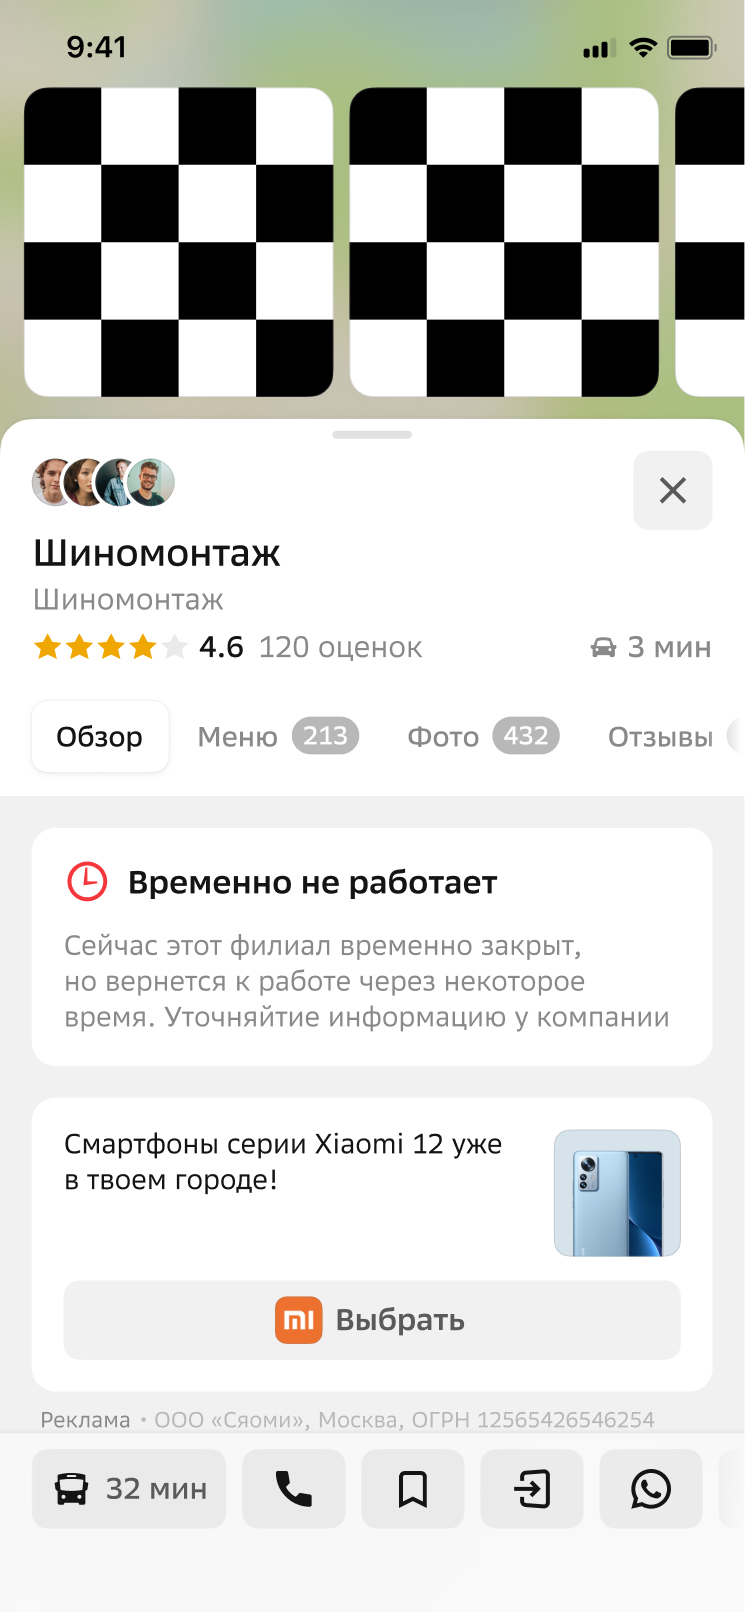 9:41
Шиномонтаж
Шиномонтаж
4.6 120 оценок 3 мин
Обзор Меню 213 Фото 432 Отзывы
Временно не работает
Сейчас этот филиал временно закрыт,
но вернется к работе через некоторое
время. Уточняйтие информацию у компании
Смартфоны серии Xiaomi 12 уже
в твоем городе!
mi Выбрать
Реклама • ООО «Сяоми», Москва, ОГРН 12565426546254
32 мин